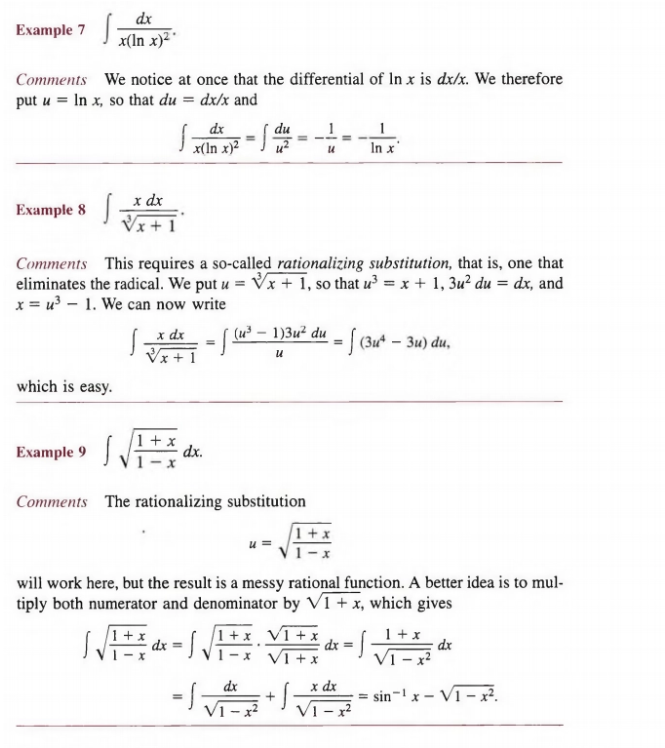 Example 7 ∫ dx / x(ln x)².
Comments We notice at once that the differential of ln x is dx/x. We therefore
put u = ln x, so that du = dx/x and
∫ dx / x(ln x)² = ∫ du / u² = −1/u = −1 / ln x.
Example 8 ∫ x dx / ∛(x + 1).
Comments This requires a so-called rationalizing substitution, that is, one that
eliminates the radical. We put u = ∛(x + 1), so that u³ = x + 1, 3u² du = dx, and
x = u³ − 1. We can now write
∫ x dx / ∛(x + 1) = ∫ (u³ − 1)3u² du / u = ∫ (3u⁴ − 3u) du,
which is easy.
Example 9 ∫ √((1 + x)/(1 − x)) dx.
Comments The rationalizing substitution
u = √((1 + x)/(1 − x))
will work here, but the result is a messy rational function. A better idea is to mul-
tiply both numerator and denominator by √(1 + x), which gives
∫ √((1 + x)/(1 − x)) dx = ∫ √((1 + x)/(1 − x)) · √(1 + x)/√(1 + x) dx = ∫ (1 + x)/√(1 − x²) dx
= ∫ dx/√(1 − x²) + ∫ x dx/√(1 − x²) = sin⁻¹ x − √(1 − x²).